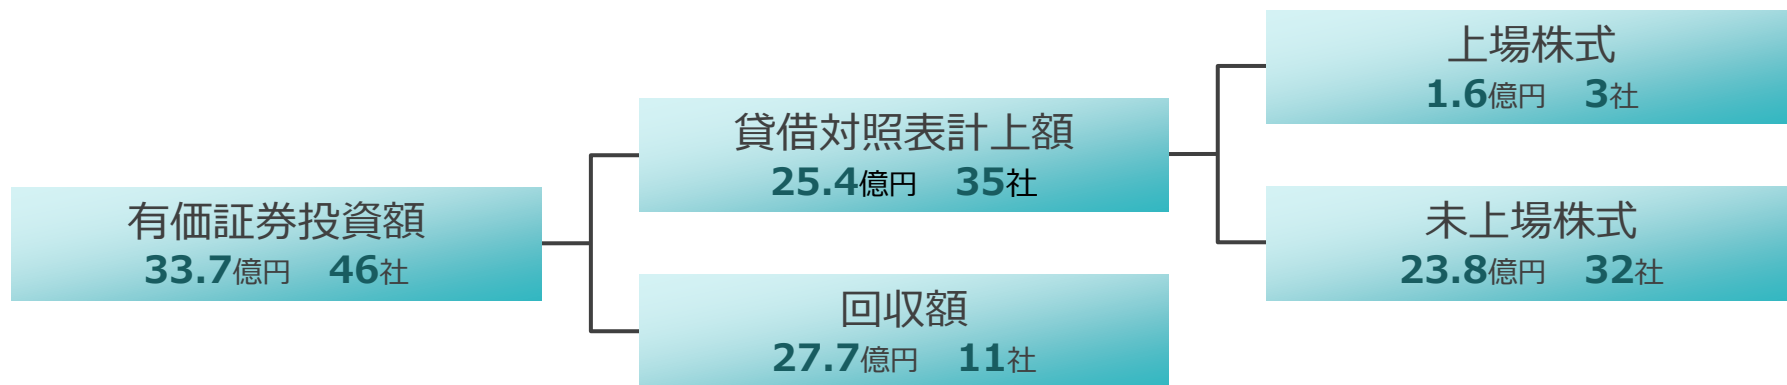 有価証券投資額
33.7億円 46社
貸借対照表計上額
25.4億円 35社
回収額
27.7億円 11社
上場株式
1.6億円 3社
未上場株式
23.8億円 32社